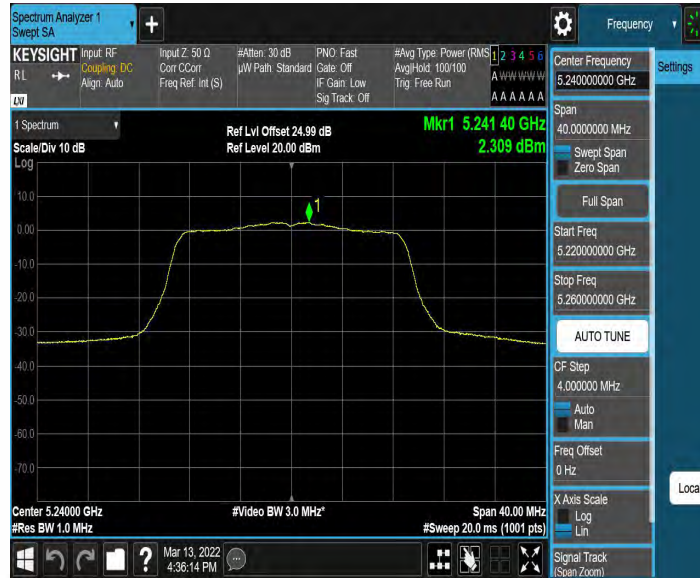 Spectrum Analyzer 1
Swept SA
+
Frequency
KEYSIGHT
RL
LXI
Input: RF
Coupling: DC
Align: Auto
Input Z: 50 Ω
Corr CCorr
Freq Ref: Int (S)
#Atten: 30 dB
µW Path: Standard
PNO: Fast
Gate: Off
IF Gain: Low
Sig Track: Off
#Avg Type: Power (RMS
Avg|Hold: 100/100
Trig: Free Run
1 2 3 4 5 6
A W W W W W
A A A A A A
1 Spectrum
Scale/Div 10 dB
Log
Ref Lvl Offset 24.99 dB
Ref Level 20.00 dBm
Mkr1 5.241 40 GHz
2.309 dBm
1
10.0
0.00
-10.0
-20.0
-30.0
-40.0
-50.0
-60.0
-70.0
Center 5.24000 GHz
#Res BW 1.0 MHz
#Video BW 3.0 MHz*
Span 40.00 MHz
#Sweep 20.0 ms (1001 pts)
?
Mar 13, 2022
4:36:14 PM
Center Frequency
5.240000000 GHz
Span
40.0000000 MHz
Swept Span
Zero Span
Full Span
Start Freq
5.220000000 GHz
Stop Freq
5.260000000 GHz
AUTO TUNE
CF Step
4.000000 MHz
Auto
Man
Freq Offset
0 Hz
X Axis Scale
Log
Lin
Signal Track
(Span Zoom)
Settings
Loca